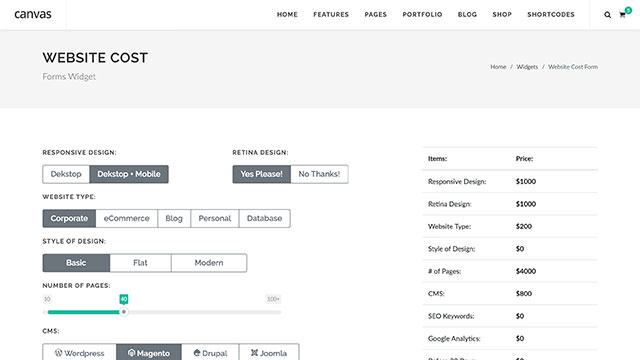 canvas
HOME FEATURES PAGES PORTFOLIO BLOG SHOP SHORTCODES
WEBSITE COST
Forms Widget
Home / Widgets / Website Cost Form
RESPONSIVE DESIGN:
Dekstop Dekstop + Mobile
RETINA DESIGN:
Yes Please! No Thanks!
WEBSITE TYPE:
Corporate eCommerce Blog Personal Database
STYLE OF DESIGN:
Basic Flat Modern
NUMBER OF PAGES:
10 40 100+
CMS:
Wordpress Magento Drupal Joomla
Items: Price:
Responsive Design: $1000
Retina Design: $1000
Website Type: $200
Style of Design: $0
# of Pages: $4000
CMS: $800
SEO Keywords: $0
Google Analytics: $0